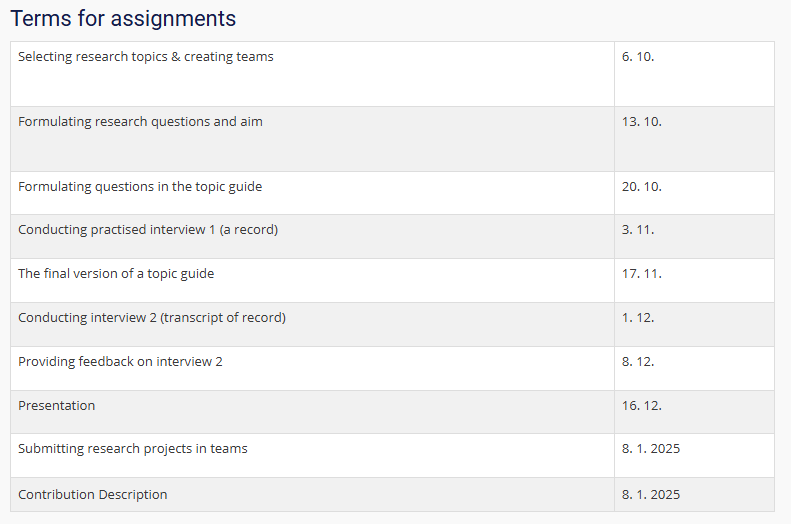 Terms for assignments
Selecting research topics & creating teams 6. 10.
Formulating research questions and aim 13. 10.
Formulating questions in the topic guide 20. 10.
Conducting practised interview 1 (a record) 3. 11.
The final version of a topic guide 17. 11.
Conducting interview 2 (transcript of record) 1. 12.
Providing feedback on interview 2 8. 12.
Presentation 16. 12.
Submitting research projects in teams 8. 1. 2025
Contribution Description 8. 1. 2025